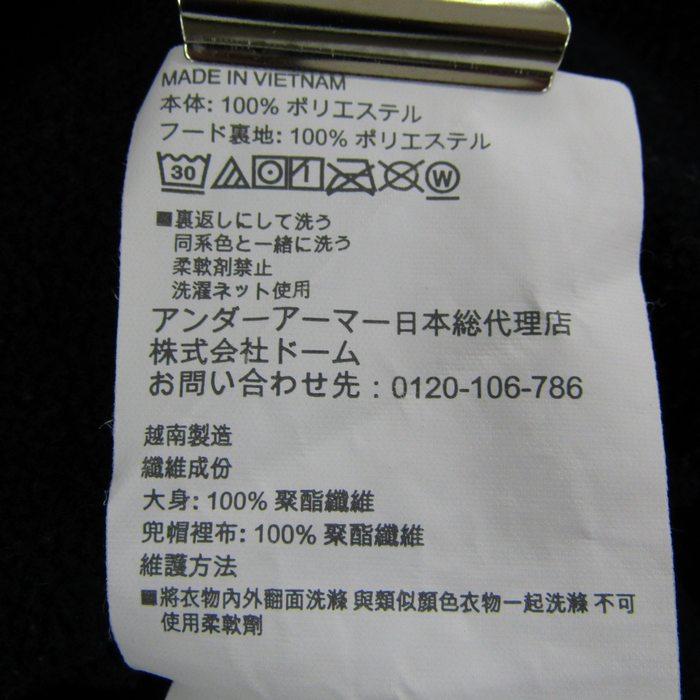 MADE IN VIETNAM
本体: 100% ポリエステル
フード裏地: 100% ポリエステル
30
W
■裏返しにして洗う
同系色と一緒に洗う
柔軟剤禁止
洗濯ネット使用
アンダーアーマー日本総代理店
株式会社ドーム
お問い合わせ先 : 0120-106-786
越南製造
纖維成份
大身: 100% 聚酯纖維
兜帽裡布: 100% 聚酯纖維
維護方法
■將衣物內外翻面洗滌 與類似顏色衣物一起洗滌 不可
使用柔軟劑